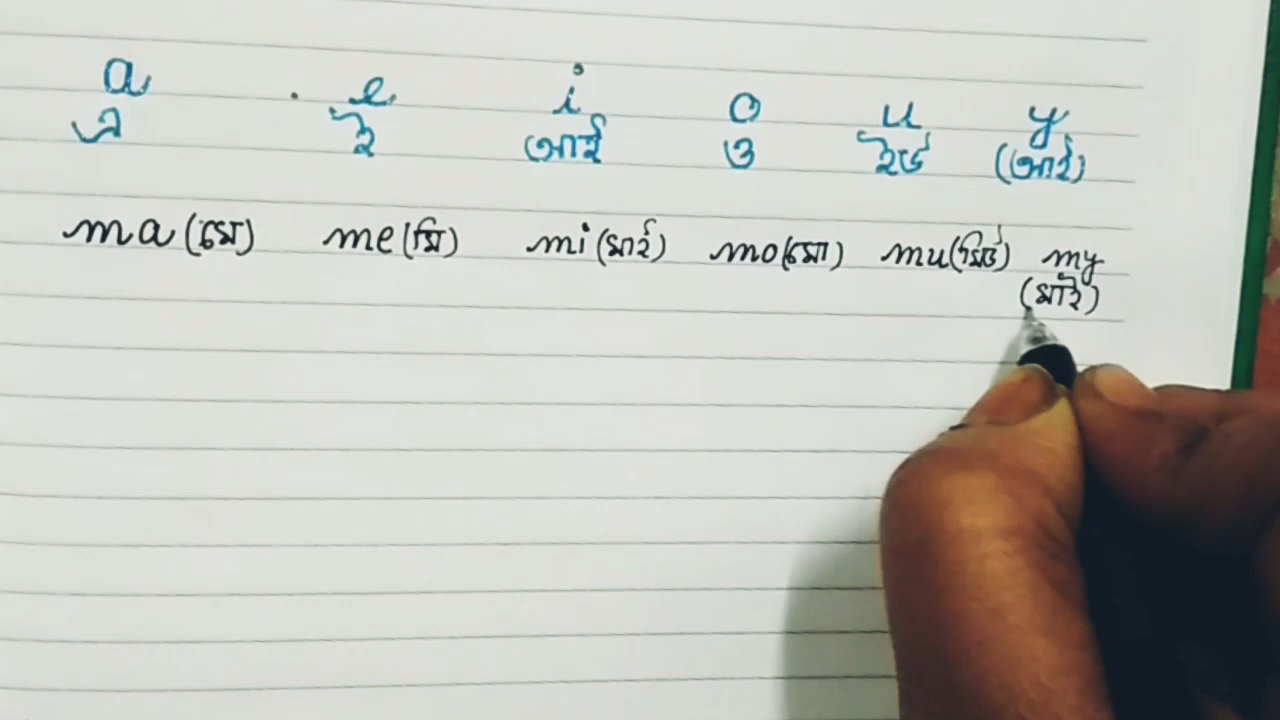 a e i o u y
এ ই আই ও ইউ (আই)
ma (মে) me (মি) mi (মাই) mo (মো) mu (মিউ) my
(মাই)